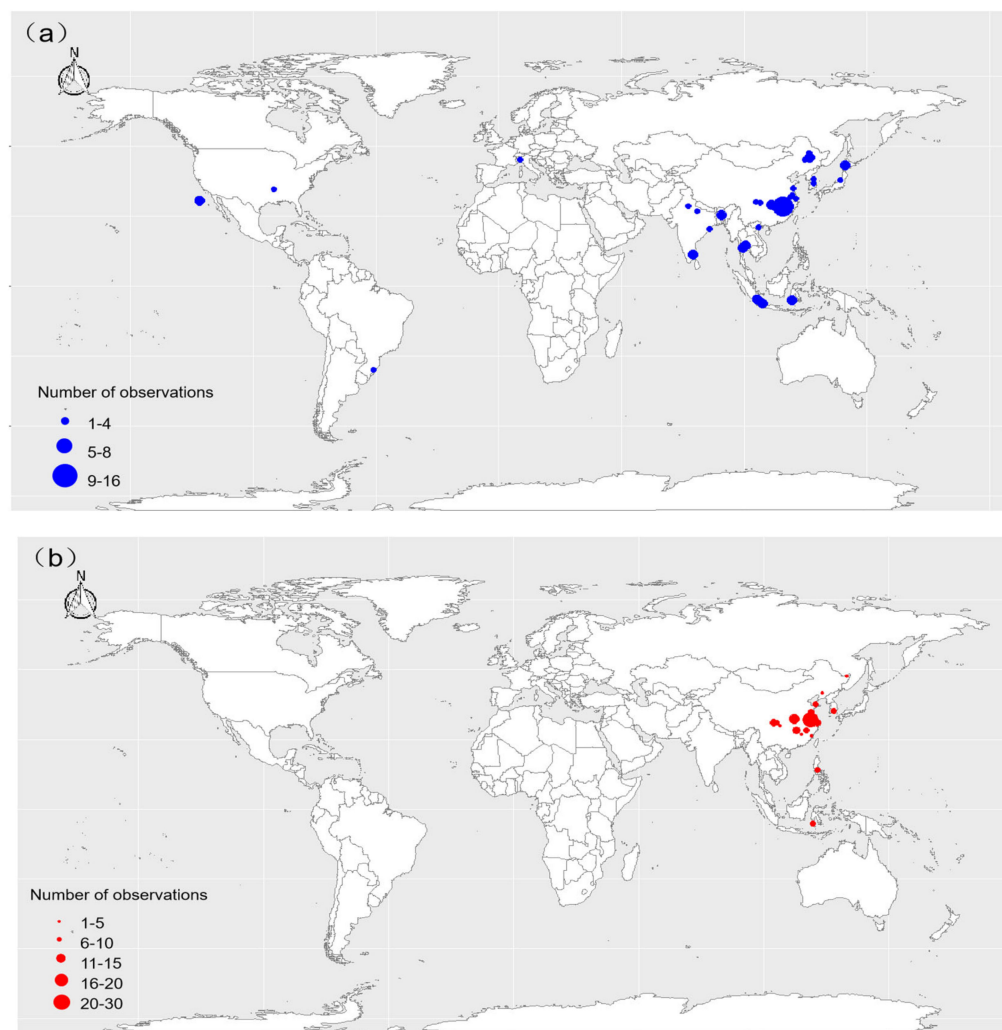 （a）
N
Number of observations
1-4
5-8
9-16
（b）
N
Number of observations
1-5
6-10
11-15
16-20
20-30